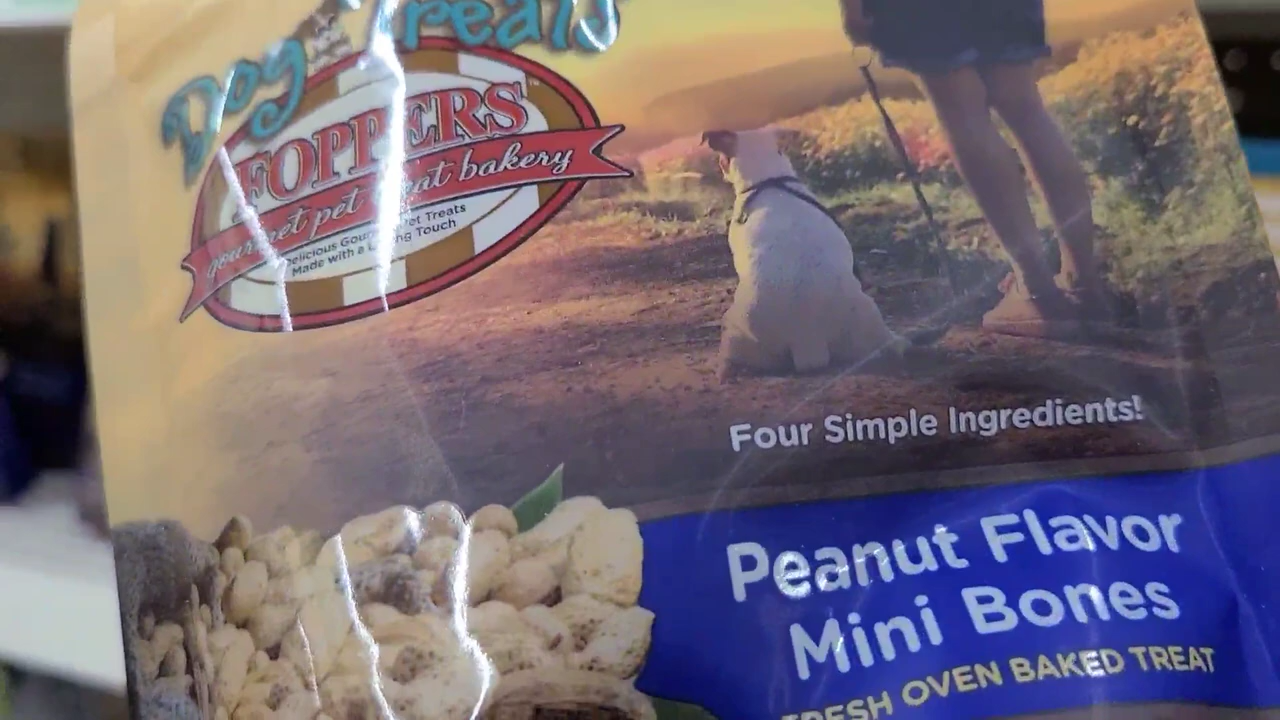 Dog Treats
FOPPERS
gourmet pet treat bakery
Delicious Gourmet Pet Treats
Made with a Loving Touch
Four Simple Ingredients!
Peanut Flavor
Mini Bones
FRESH OVEN BAKED TREAT